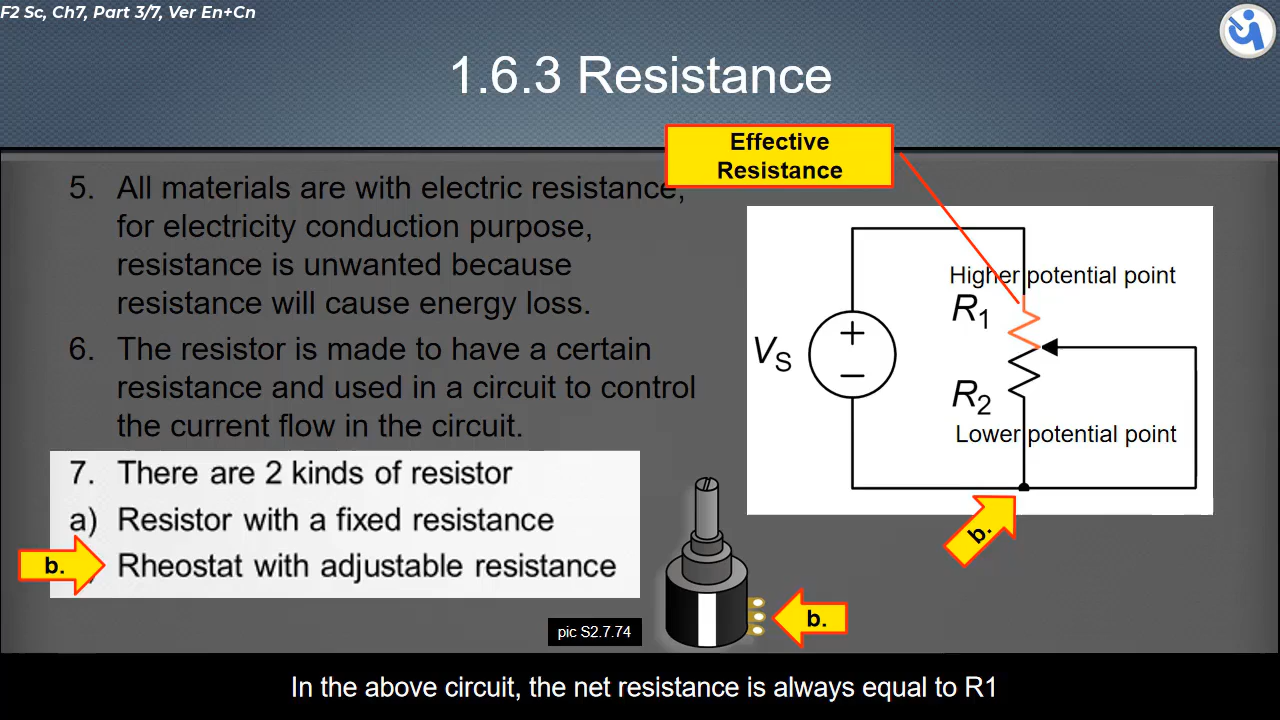 F2 Sc, Ch7, Part 3/7, Ver En+Cn
1.6.3 Resistance
Effective
Resistance
5. All materials are with electric resistance,
for electricity conduction purpose,
resistance is unwanted because
resistance will cause energy loss.
6. The resistor is made to have a certain
resistance and used in a circuit to control
the current flow in the circuit.
7. There are 2 kinds of resistor
a) Resistor with a fixed resistance
b. ) Rheostat with adjustable resistance
Higher potential point
R1
+
VS
−
R2
Lower potential point
b.
b.
pic S2.7.74
In the above circuit, the net resistance is always equal to R1